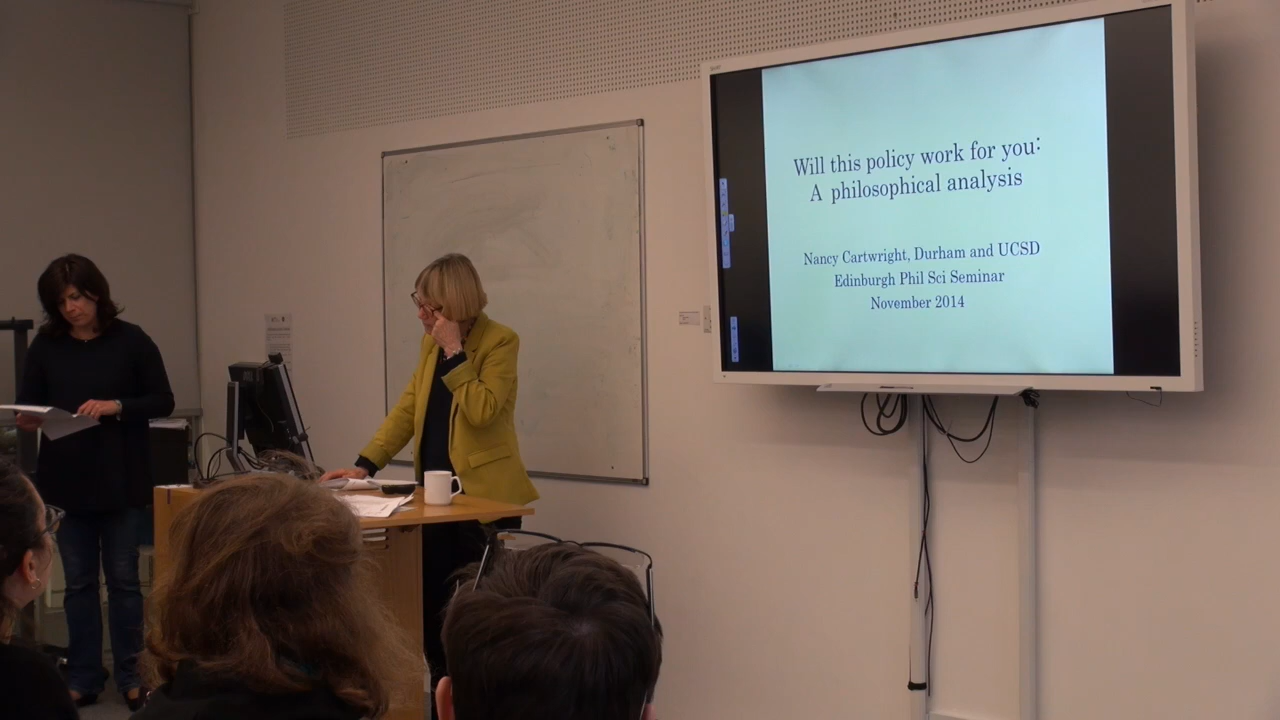 Will this policy work for you:
A philosophical analysis
Nancy Cartwright, Durham and UCSD
Edinburgh Phil Sci Seminar
November 2014